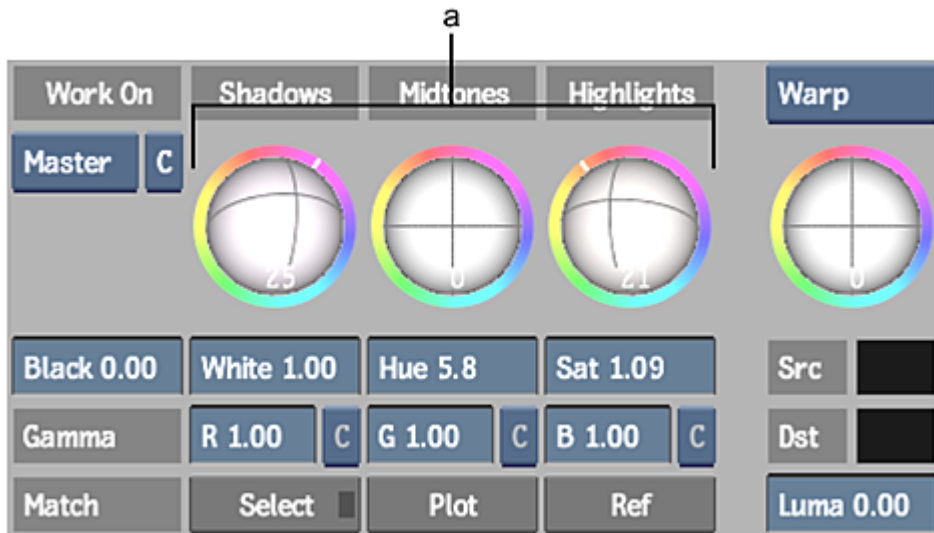 a
Work On Shadows Midtones Highlights Warp
Master C
25 0 21 0
Black 0.00 White 1.00 Hue 5.8 Sat 1.09 Src
Gamma R 1.00 C G 1.00 C B 1.00 C Dst
Match Select Plot Ref Luma 0.00